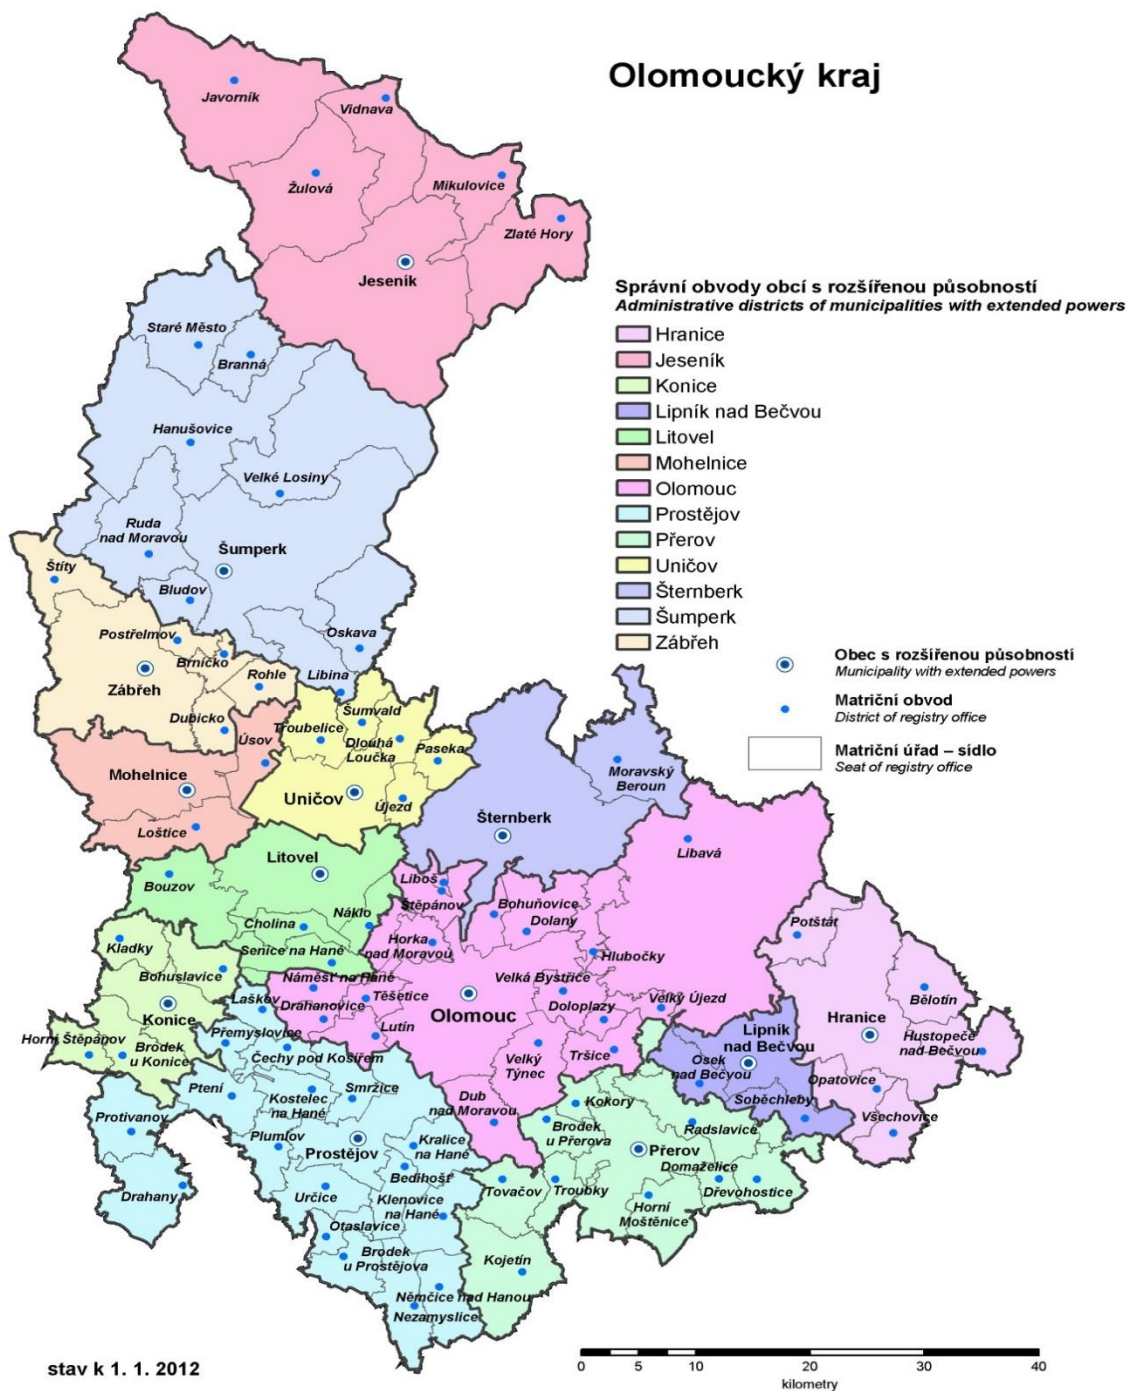 Olomoucký kraj
Javorník
Vidnava
Žulová
Mikulovice
Zlaté Hory
Jeseník
Správní obvody obcí s rozšířenou působností
Administrative districts of municipalities with extended powers
Hranice
Jeseník
Konice
Lipník nad Bečvou
Litovel
Mohelnice
Olomouc
Prostějov
Přerov
Uničov
Šternberk
Šumperk
Zábřeh
Obec s rozšířenou působností
Municipality with extended powers
Matriční obvod
District of registry office
Matriční úřad – sídlo
Seat of registry office
Staré Město
Branná
Hanušovice
Velké Losiny
Ruda
nad Moravou
Šumperk
Štíty
Bludov
Postřelmov
Oskava
Brníčko
Zábřeh
Rohle
Libina
Dubicko
Úsov
Šumvald
Troubelice
Dlouhá
Loučka
Paseka
Mohelnice
Uničov
Újezd
Loštice
Moravský
Beroun
Šternberk
Libavá
Litovel
Bouzov
Liboš
Štěpánov
Bohuňovice
Dolany
Cholina
Náklo
Senice na Hané
Horka
nad Moravou
Hlubočky
Potštát
Kladky
Bohuslavice
Konice
Horní Štěpánov
Brodek
u Konice
Náměšť na Hané
Těšetice
Drahanovice
Lutín
Olomouc
Velká Bystřice
Doloplazy
Velký Újezd
Velký
Týnec
Tršice
Dub
nad Moravou
Bělotín
Hranice
Hustopeče
nad Bečvou
Lipník
nad Bečvou
Osek
nad Bečvou
Soběchleby
Opatovice
Všechovice
Laškov
Přemyslovice
Čechy pod Kosířem
Ptení
Kostelec
na Hané
Smržice
Protivanov
Plumlov
Prostějov
Kralice
na Hané
Bedihošť
Drahany
Určice
Klenovice
na Hané
Otaslavice
Brodek
u Prostějova
Němčice nad Hanou
Nezamyslice
Kokory
Brodek
u Přerova
Radslavice
Přerov
Domaželice
Dřevohostice
Tovačov
Troubky
Horní
Moštěnice
Kojetín
stav k 1. 1. 2012
0 5 10 20 30 40
kilometry